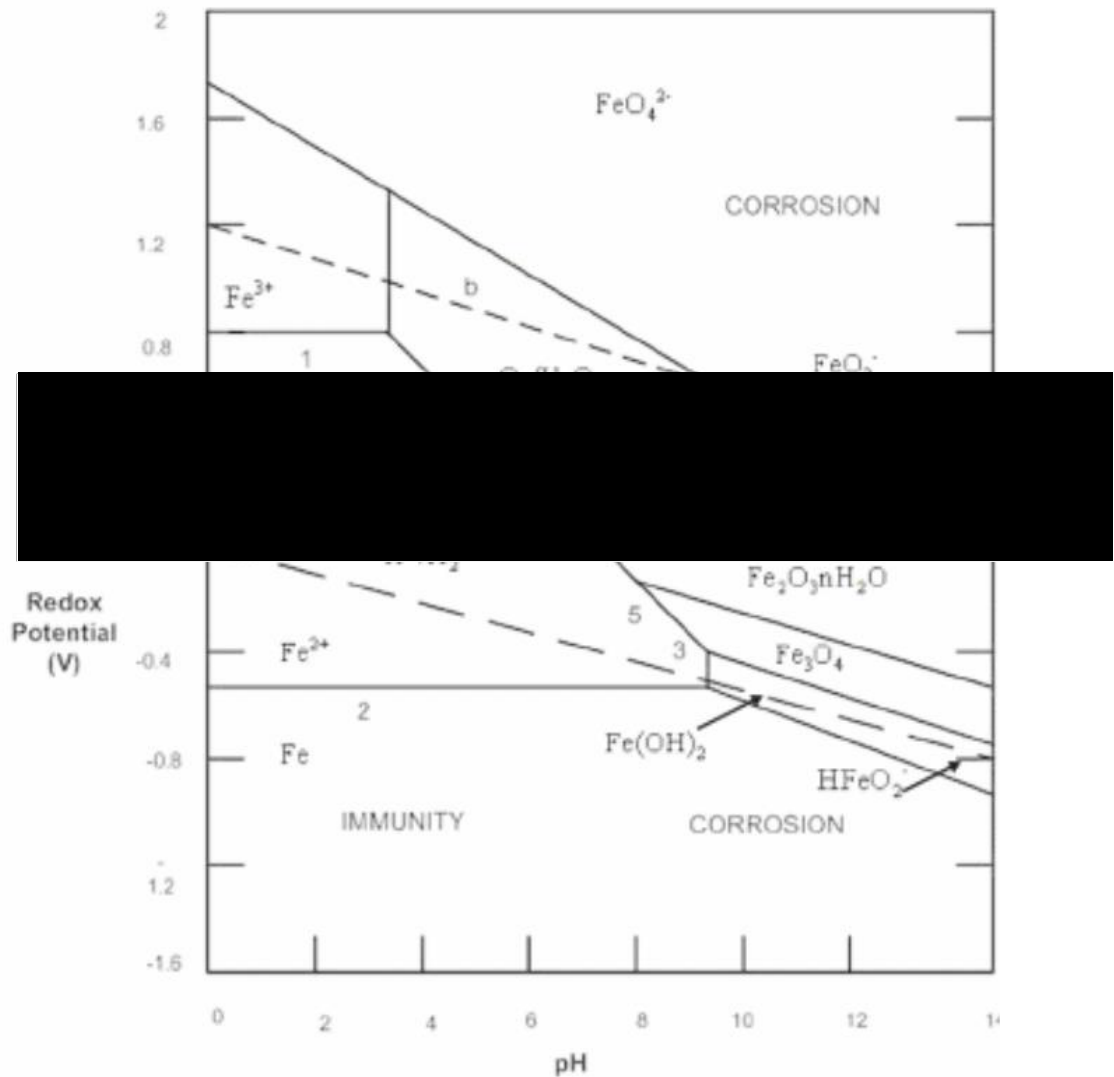 2
FeO₄²⁻
1.6
CORROSION
1.2
b
Fe³⁺
0.8
1
Fe₂O₃nH₂O
Redox
Potential
(V)
5
Fe²⁺
3
Fe₃O₄
-0.4
2
Fe(OH)₂
Fe
-0.8
HFeO₂⁻
IMMUNITY
CORROSION
-
1.2
-1.6
0 2 4 6 8 10 12 14
pH